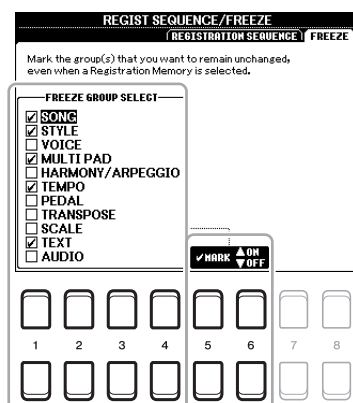 REGIST SEQUENCE/FREEZE
REGISTRATION SEQUENCE FREEZE
Mark the group(s) that you want to remain unchanged,
even when a Registration Memory is selected.
FREEZE GROUP SELECT
SONG
STYLE
VOICE
MULTI PAD
HARMONY/ARPEGGIO
TEMPO
PEDAL
TRANSPOSE
SCALE
TEXT
AUDIO
✓MARK ▲ON
▼OFF
1 2 3 4 5 6 7 8